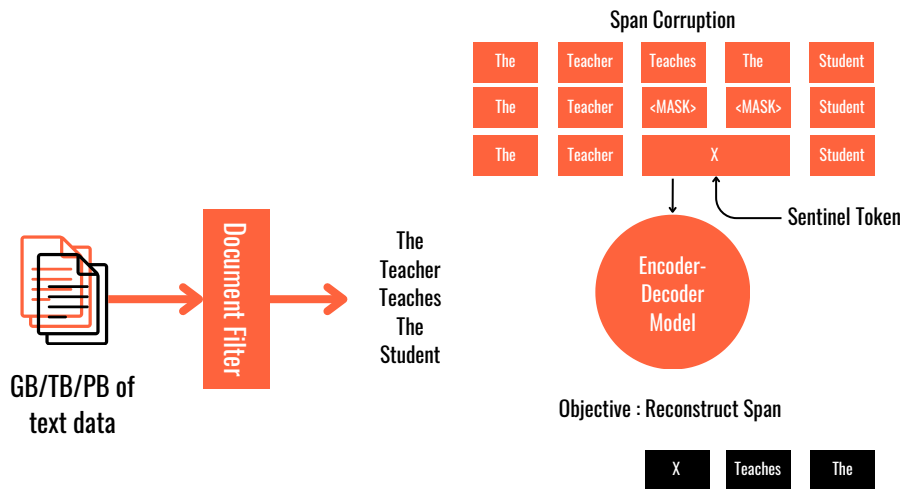 Span Corruption
The Teacher Teaches The Student
The Teacher <MASK> <MASK> Student
The Teacher X Student
Sentinel Token
Document Filter
The
Teacher
Teaches
The
Student
GB/TB/PB of
text data
Encoder-
Decoder
Model
Objective : Reconstruct Span
X Teaches The